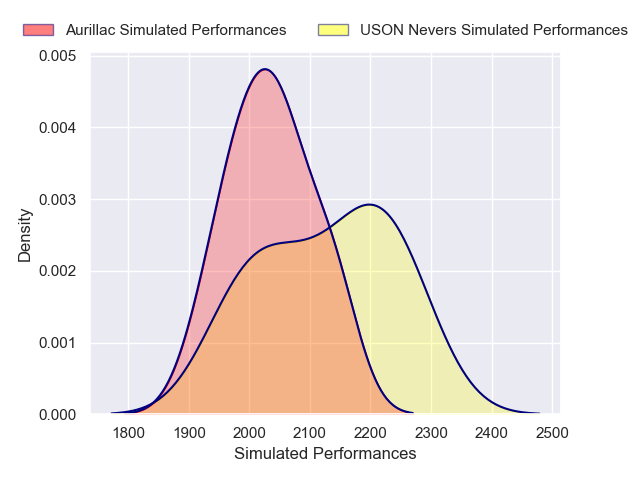 Aurillac Simulated Performances
USON Nevers Simulated Performances
0.005
0.004
0.003
0.002
0.001
0.000
Density
1800 1900 2000 2100 2200 2300 2400 2500
Simulated Performances